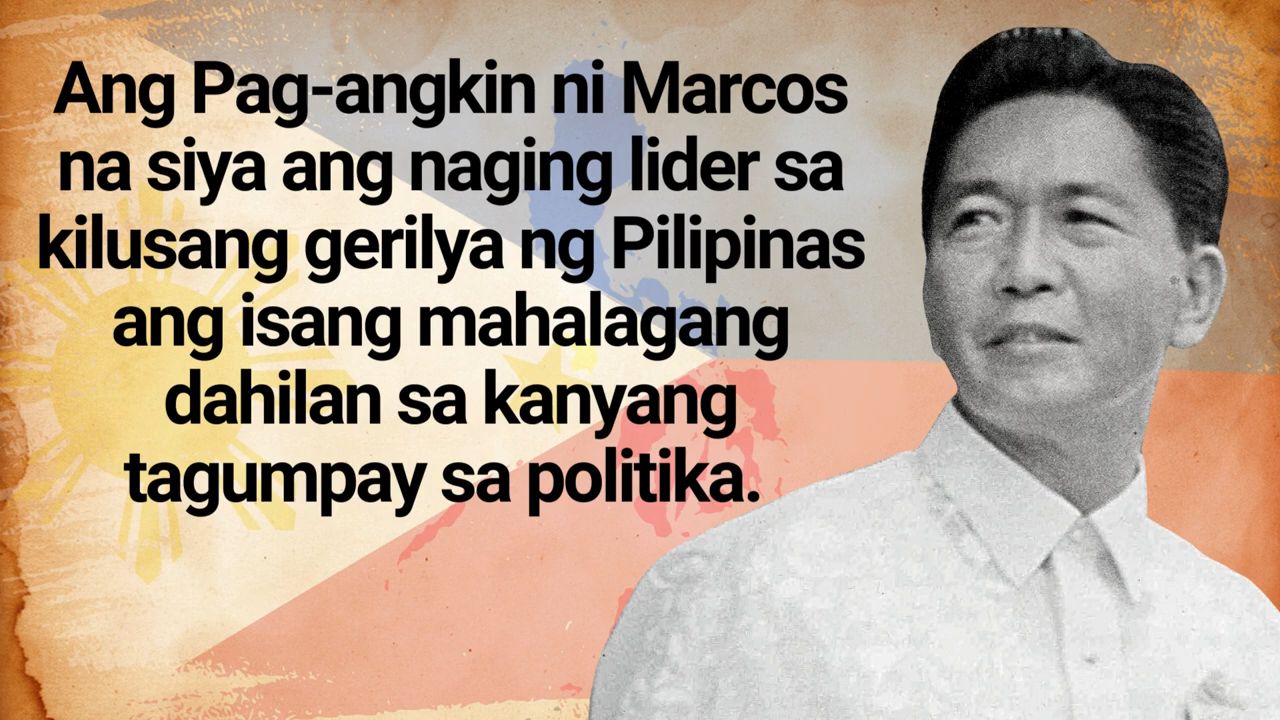 Ang Pag-angkin ni Marcos
na siya ang naging lider sa
kilusang gerilya ng Pilipinas
ang isang mahalagang
dahilan sa kanyang
tagumpay sa politika.